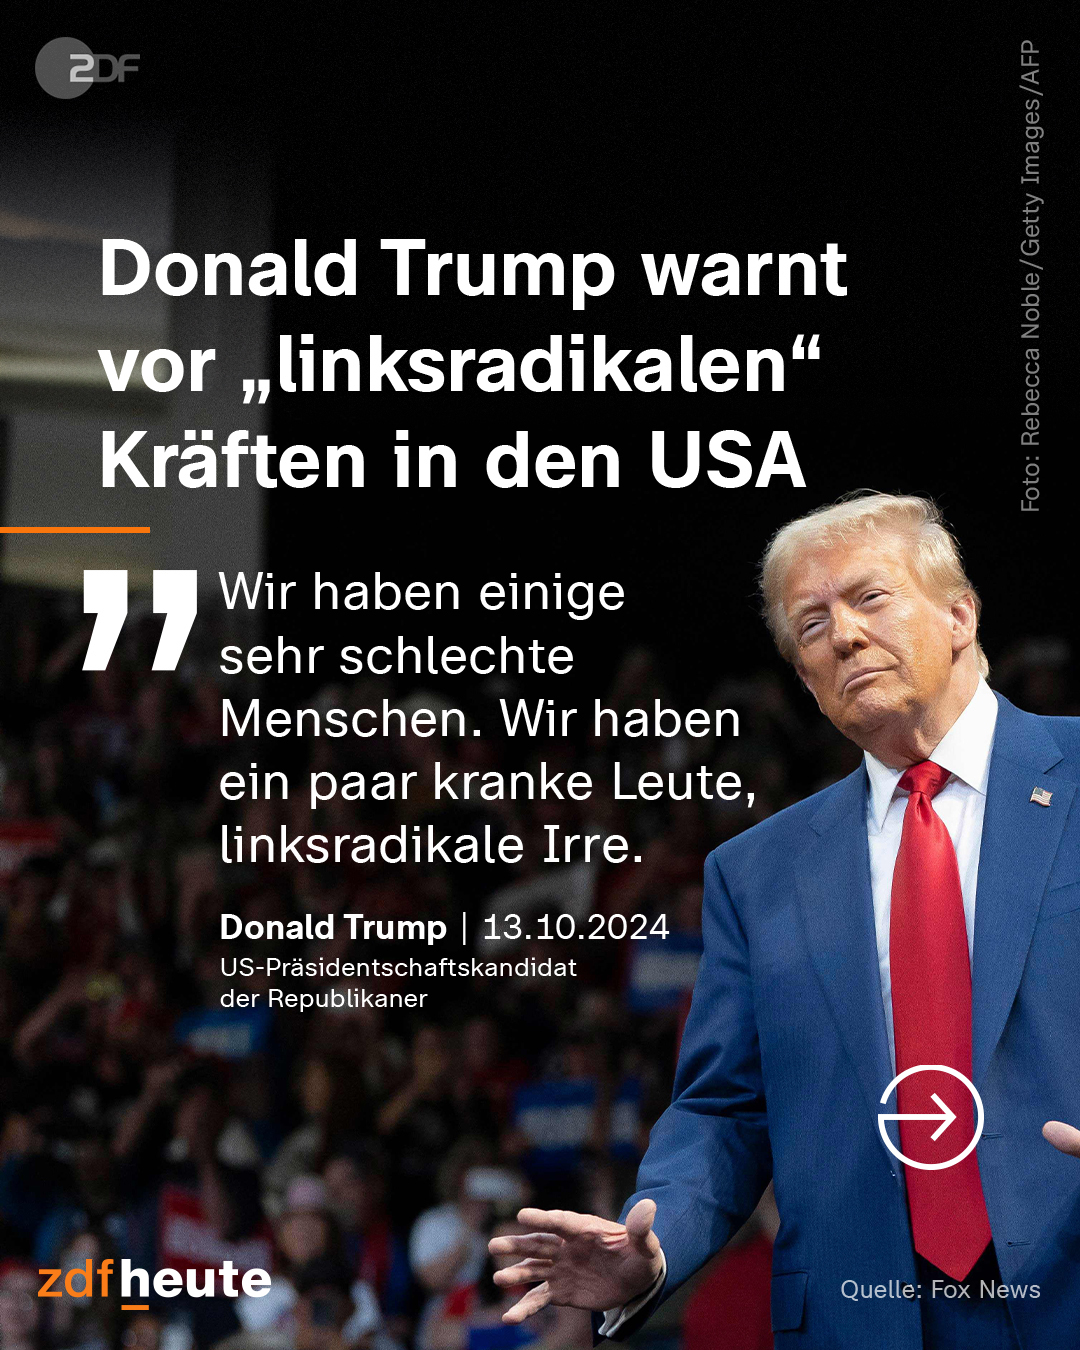 ZDF
Foto: Rebecca Noble/Getty Images/AFP
Donald Trump warnt
vor „linksradikalen“
Kräften in den USA
” Wir haben einige
sehr schlechte
Menschen. Wir haben
ein paar kranke Leute,
linksradikale Irre.
Donald Trump | 13.10.2024
US-Präsidentschaftskandidat
der Republikaner
zdfheute
Quelle: Fox News